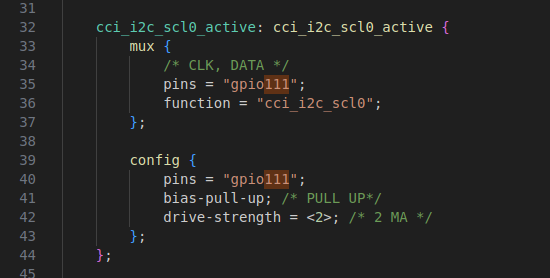 31
32 cci_i2c_scl0_active: cci_i2c_scl0_active {
33 mux {
34 /* CLK, DATA */
35 pins = "gpio111";
36 function = "cci_i2c_scl0";
37 };
38
39 config {
40 pins = "gpio111";
41 bias-pull-up; /* PULL UP*/
42 drive-strength = <2>; /* 2 MA */
43 };
44 };
45